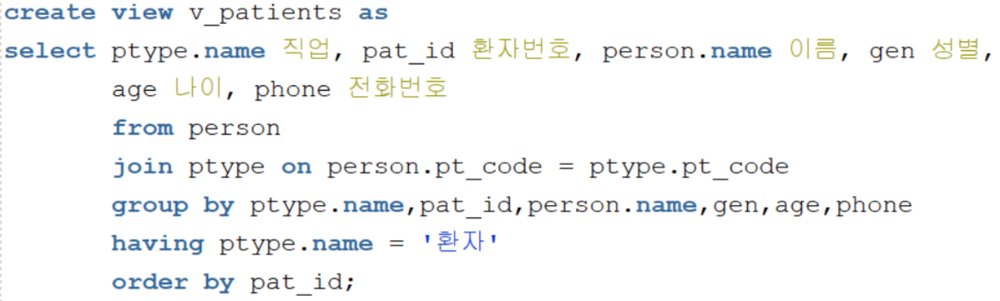 create view v_patients as
select ptype.name 직업, pat_id 환자번호, person.name 이름, gen 성별,
age 나이, phone 전화번호
from person
join ptype on person.pt_code = ptype.pt_code
group by ptype.name,pat_id,person.name,gen,age,phone
having ptype.name = '환자'
order by pat_id;